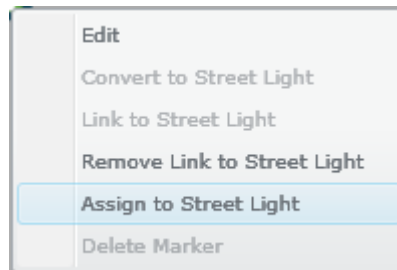 Edit
Convert to Street Light
Link to Street Light
Remove Link to Street Light
Assign to Street Light
Delete Marker